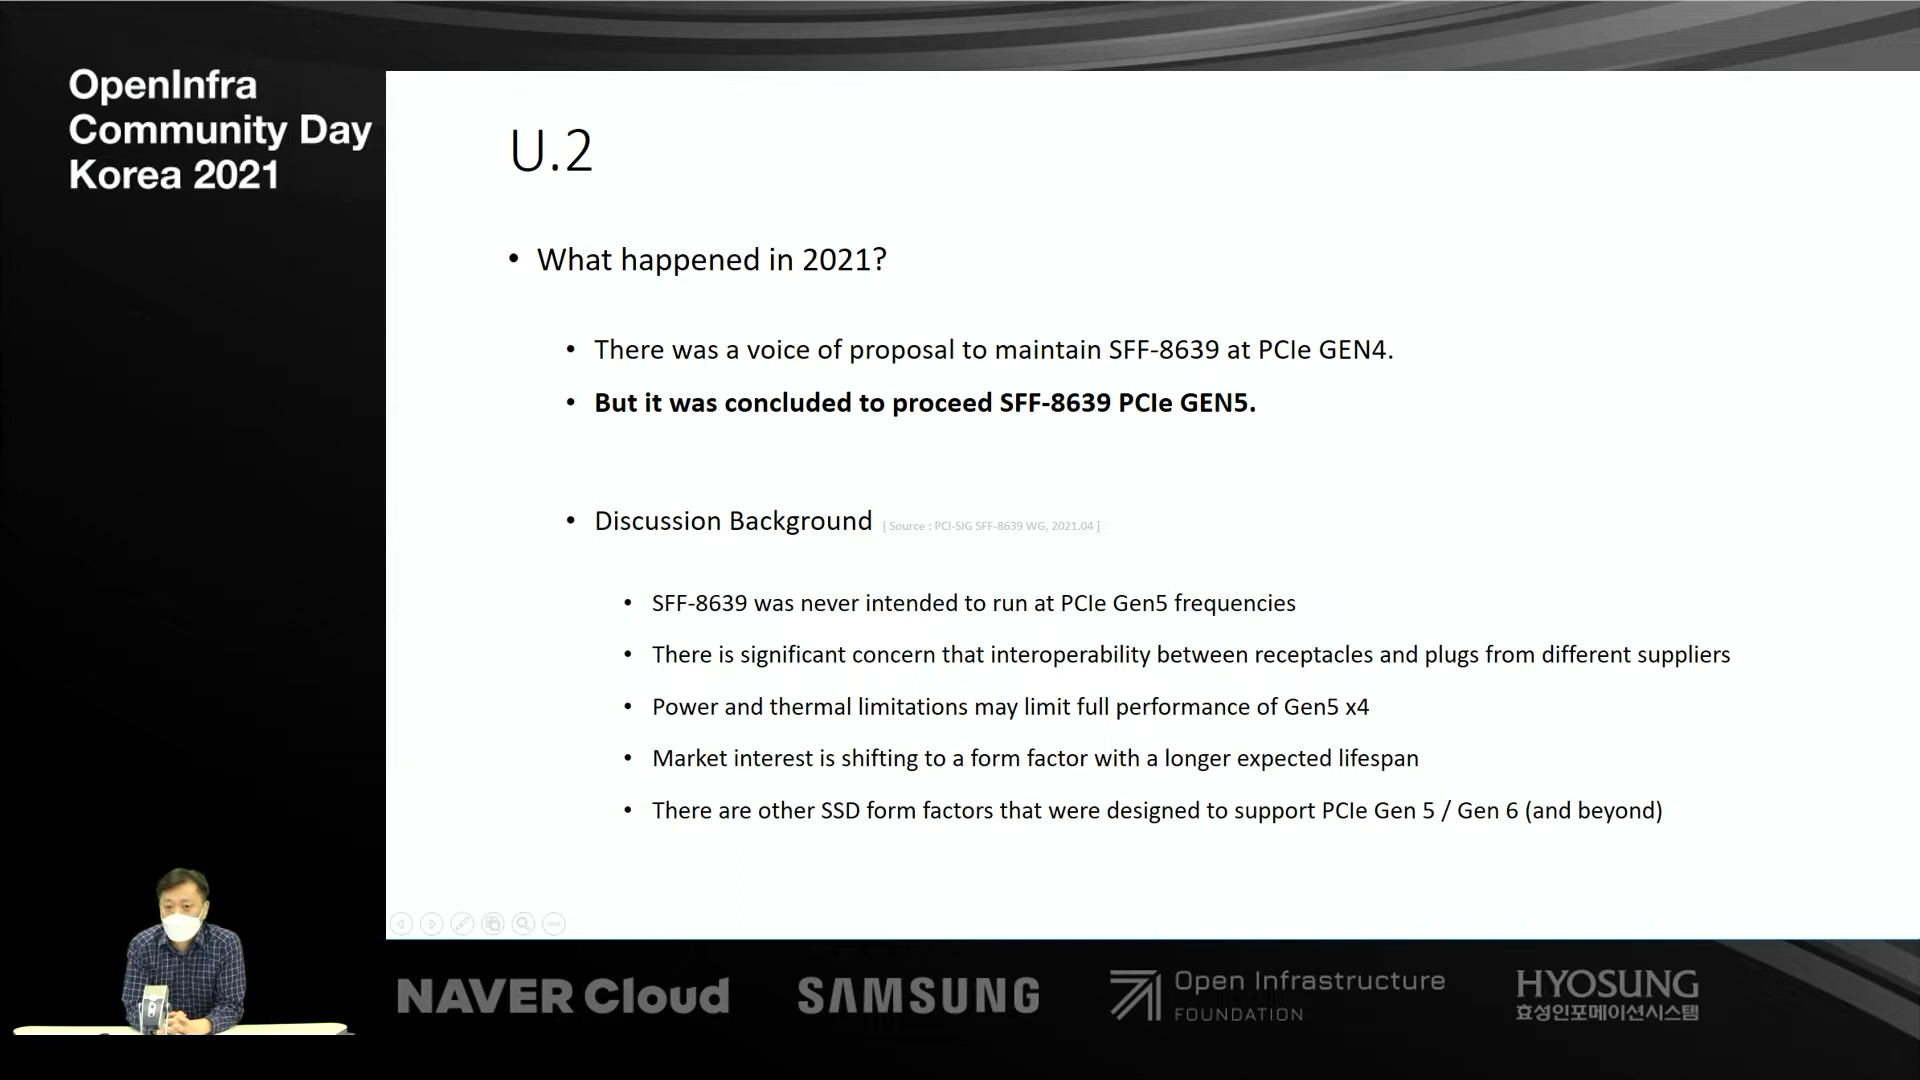 OpenInfra
Community Day
Korea 2021
U.2
• What happened in 2021?
• There was a voice of proposal to maintain SFF-8639 at PCIe GEN4.
• But it was concluded to proceed SFF-8639 PCIe GEN5.
• Discussion Background [ Source : PCI-SIG SFF-8639 WG, 2021.04 ]
• SFF-8639 was never intended to run at PCIe Gen5 frequencies
• There is significant concern that interoperability between receptacles and plugs from different suppliers
• Power and thermal limitations may limit full performance of Gen5 x4
• Market interest is shifting to a form factor with a longer expected lifespan
• There are other SSD form factors that were designed to support PCIe Gen 5 / Gen 6 (and beyond)
NAVER Cloud
SAMSUNG
Open Infrastructure
FOUNDATION
HYOSUNG
효성인포메이션시스템